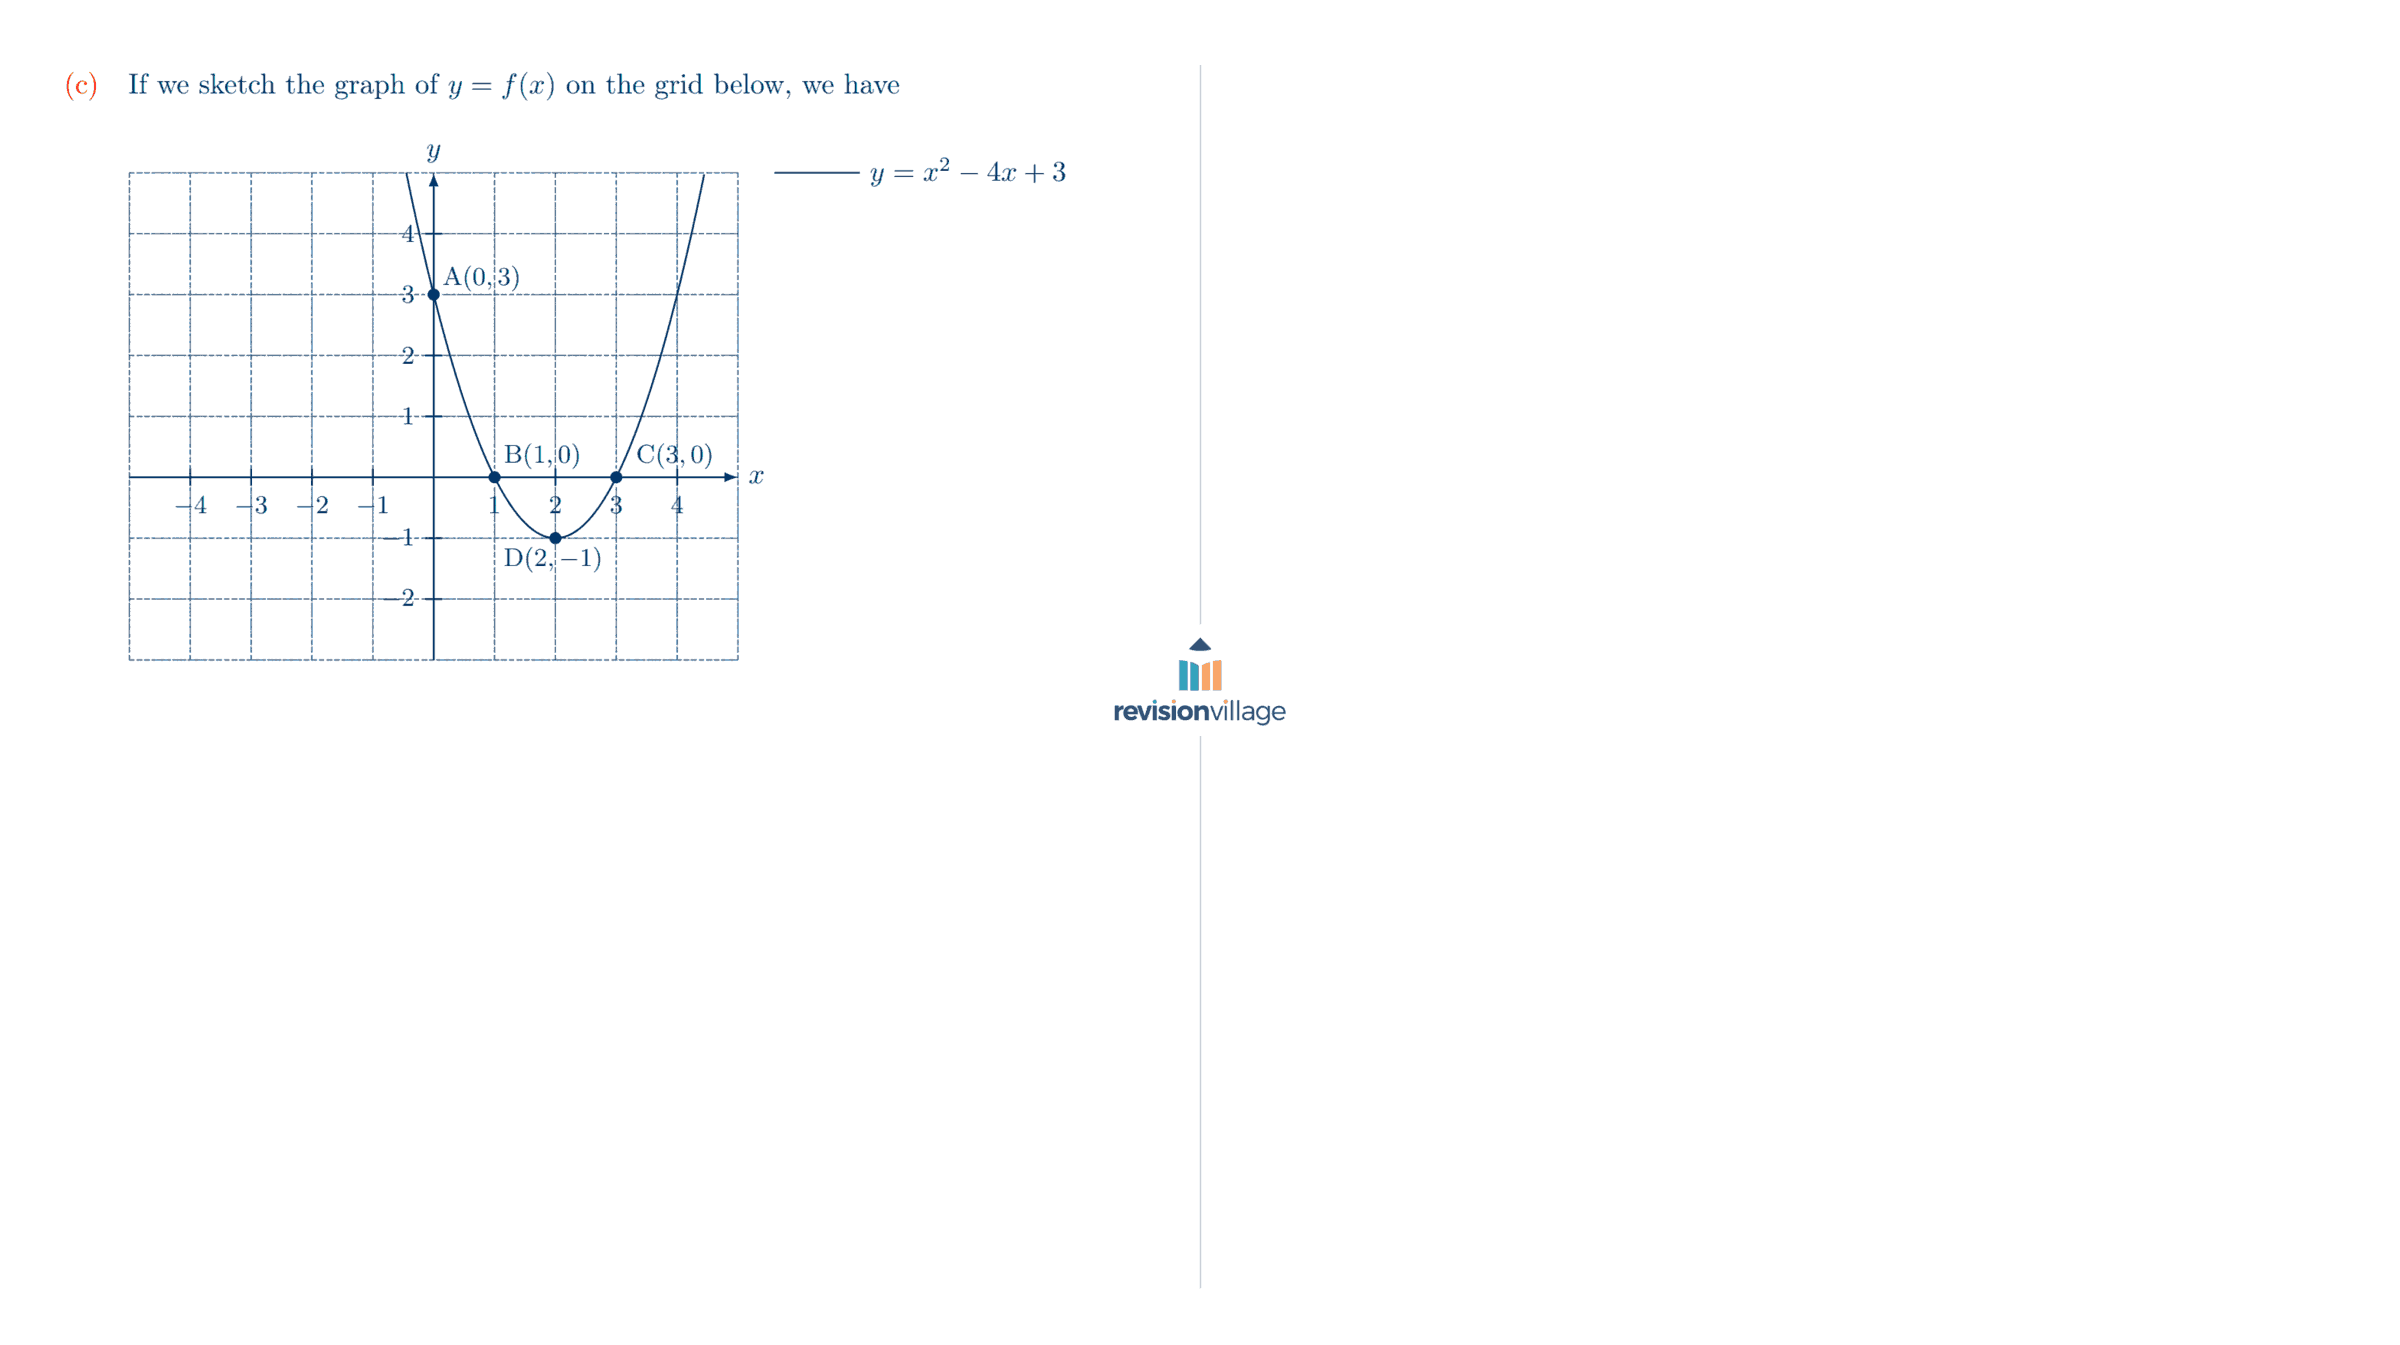 (c) If we sketch the graph of y = f(x) on the grid below, we have
y
y = x² − 4x + 3
4
A(0, 3)
3
2
1
B(1, 0) C(3, 0)
x
−4 −3 −2 −1 1 2 3 4
−1
D(2, −1)
−2
revisionvillage